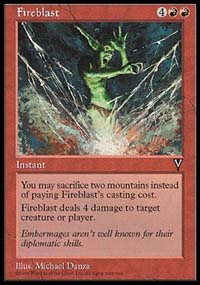 Fireblast 4
Instant
You may sacrifice two mountains instead
of paying Fireblast's casting cost.
Fireblast deals 4 damage to target
creature or player.
Embermages aren't well known for their
diplomatic skills.
Illus. Michael Danza